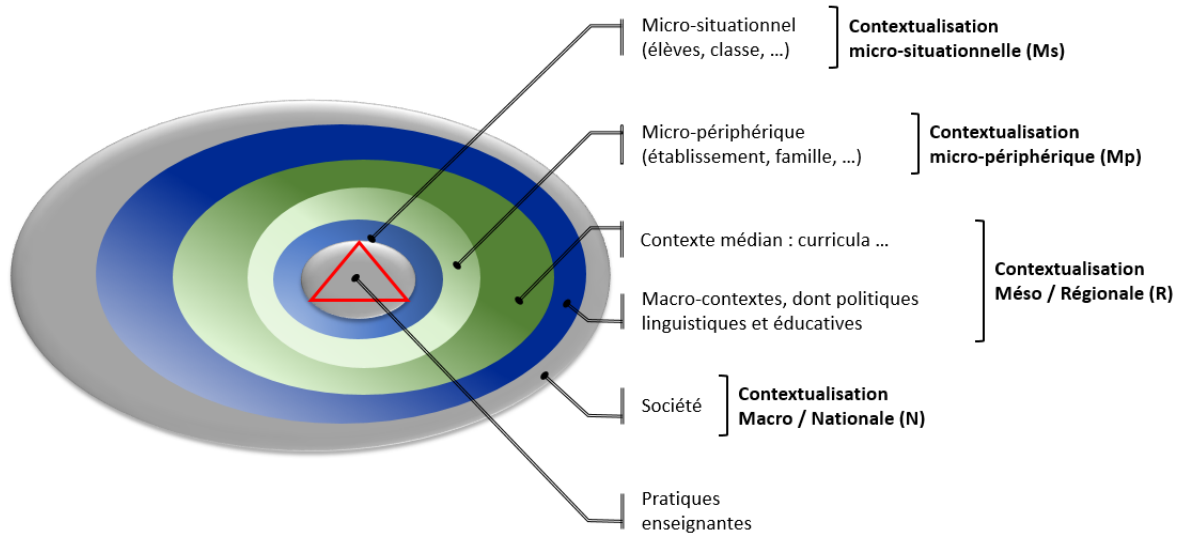 Micro-situationnel
(élèves, classe, …)
Contextualisation
micro-situationnelle (Ms)
Micro-périphérique
(établissement, famille, …)
Contextualisation
micro-périphérique (Mp)
Contexte médian : curricula …
Macro-contextes, dont politiques
linguistiques et éducatives
Contextualisation
Méso / Régionale (R)
Société
Contextualisation
Macro / Nationale (N)
Pratiques
enseignantes